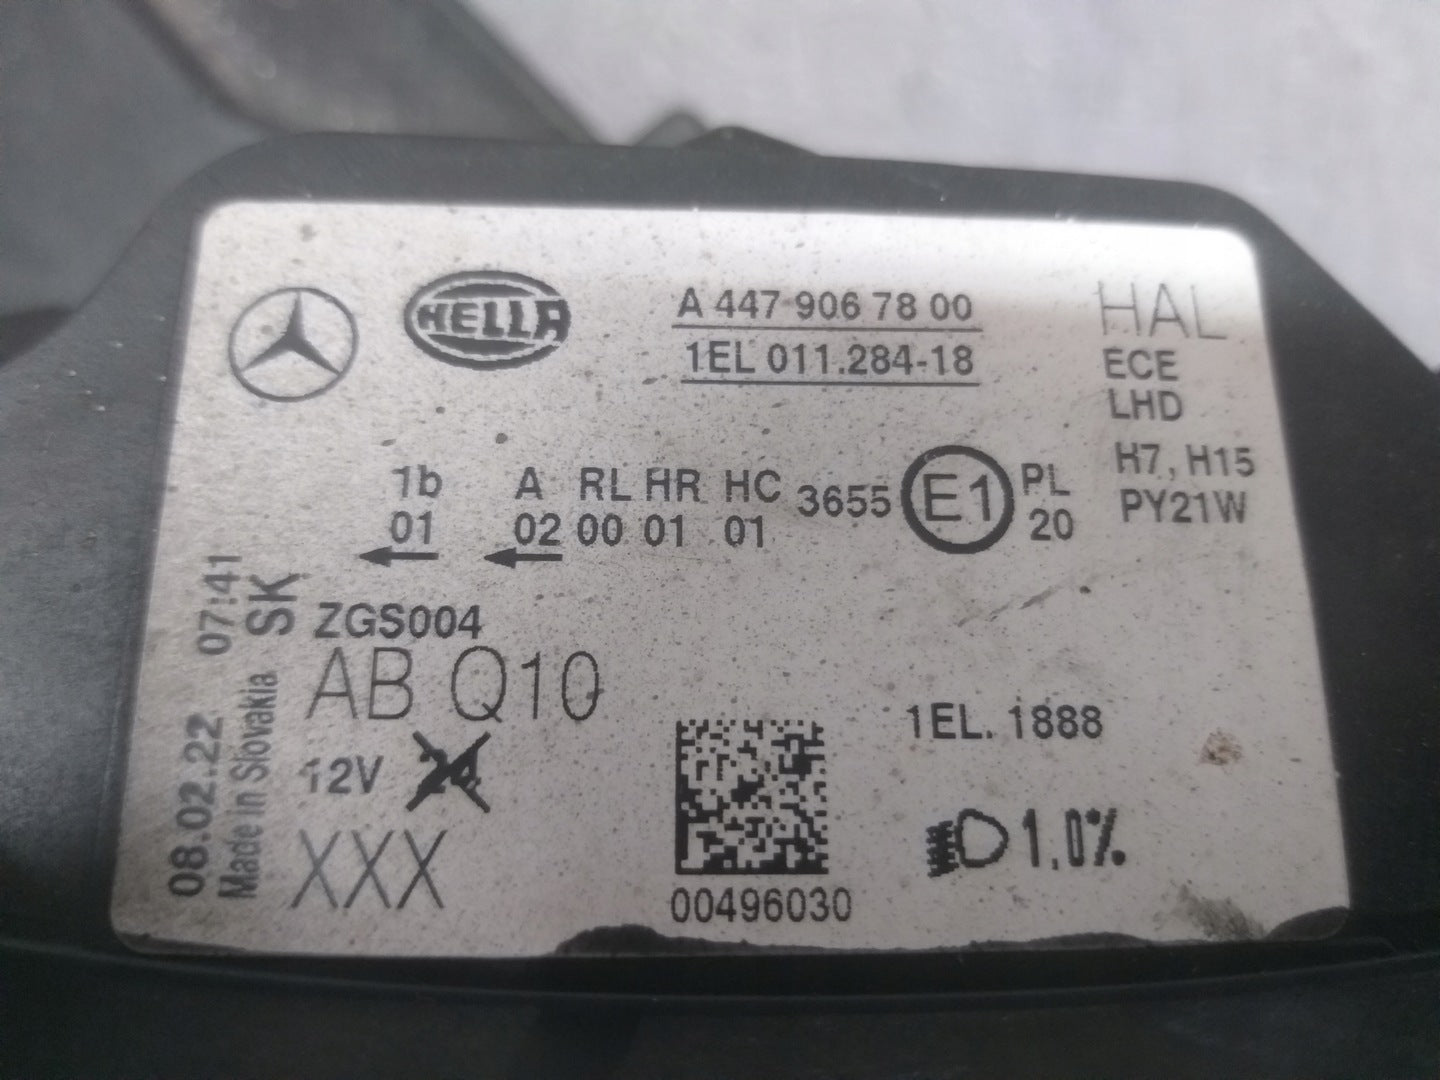 HELLA
A 447 906 78 00
1EL 011.284-18
HAL
ECE
LHD
H7, H15
PY21W
1b A RL HR HC 3655 E1 PL
01 02 00 01 01 20
08.02.22 07:41
Made in Slovakia SK
ZGS004
AB Q10
12V
XXX
00496030
1EL. 1888
1.0%